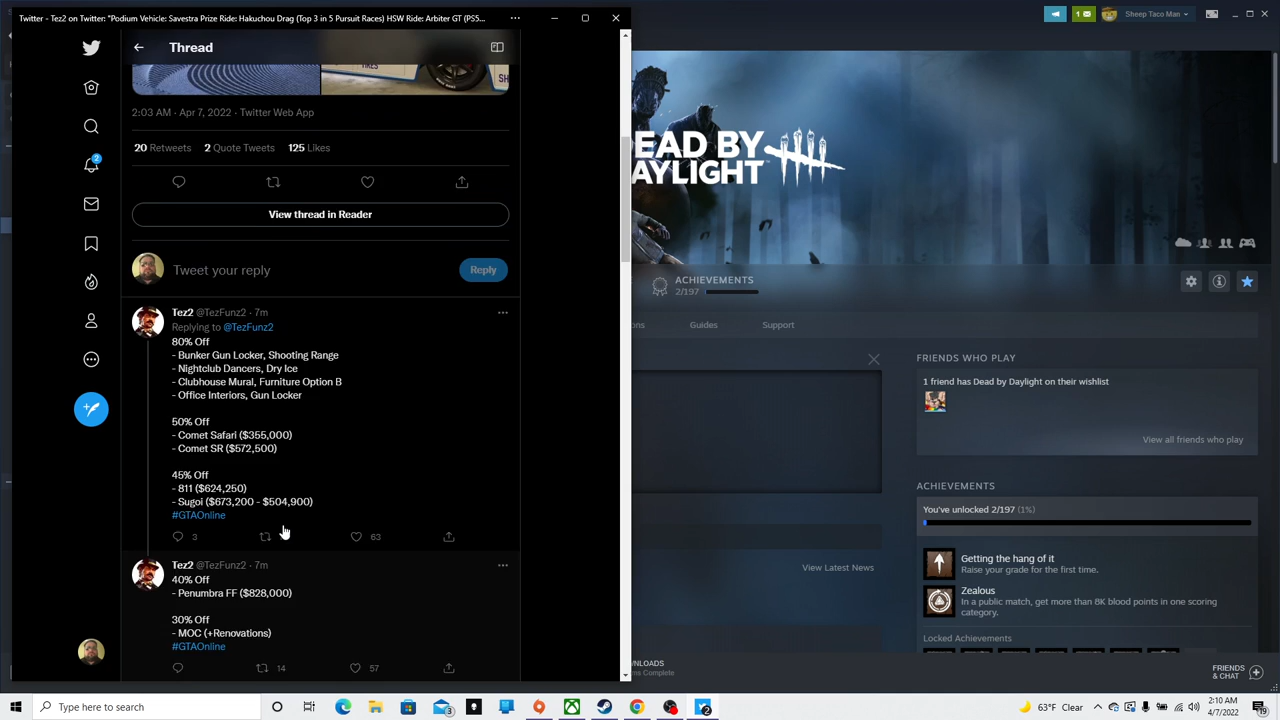 Twitter - Tez2 on Twitter: "Podium Vehicle: Savestra Prize Ride: Hakuchou Drag (Top 3 in 5 Pursuit Races) HSW Ride: Arbiter GT (PS5...
Thread
TIRES
2:03 AM · Apr 7, 2022 · Twitter Web App
20 Retweets 2 Quote Tweets 125 Likes
View thread in Reader
Tweet your reply
Reply
Tez2 @TezFunz2 · 7m
Replying to @TezFunz2
80% Off
- Bunker Gun Locker, Shooting Range
- Nightclub Dancers, Dry Ice
- Clubhouse Mural, Furniture Option B
- Office Interiors, Gun Locker
50% Off
- Comet Safari ($355,000)
- Comet SR ($572,500)
45% Off
- 811 ($624,250)
- Sugoi ($673,200 - $504,900)
#GTAOnline
3 63
Tez2 @TezFunz2 · 7m
40% Off
- Penumbra FF ($828,000)
30% Off
- MOC (+Renovations)
#GTAOnline
14 57
2
1
Sheep Taco Man
EAD BY
AYLIGHT
ACHIEVEMENTS
2/197
ons Guides Support
View Latest News
FRIENDS WHO PLAY
1 friend has Dead by Daylight on their wishlist
View all friends who play
ACHIEVEMENTS
You've unlocked 2/197 (1%)
Getting the hang of it
Raise your grade for the first time.
Zealous
In a public match, get more than 8K blood points in one scoring
category.
Locked Achievements
WNLOADS
ms Complete
FRIENDS
& CHAT
Type here to search
3
2
63°F Clear
2:10 AM
4/7/2022